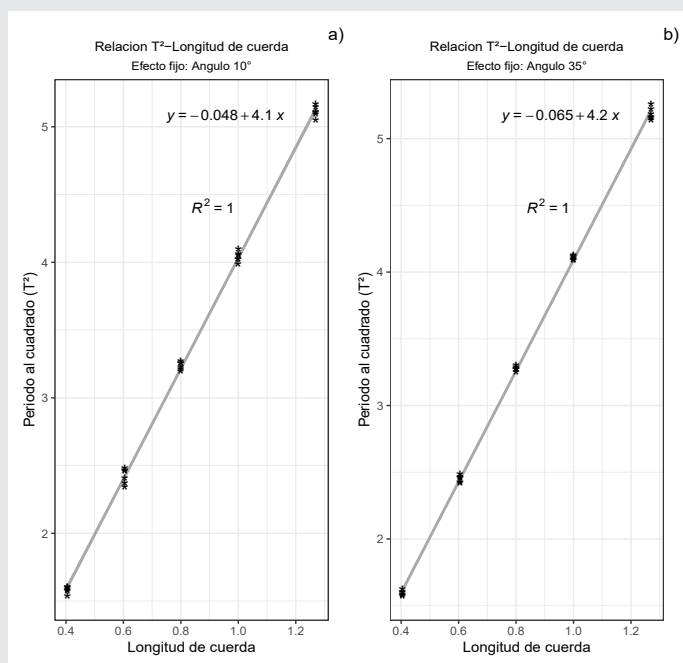 a)
Relacion T²−Longitud de cuerda
Efecto fijo: Angulo 10°
y = −0.048 + 4.1 x
R² = 1
Periodo al cuadrado (T²)
5
4
3
2
0.4 0.6 0.8 1.0 1.2
Longitud de cuerda
b)
Relacion T²−Longitud de cuerda
Efecto fijo: Angulo 35°
y = −0.065 + 4.2 x
R² = 1
Periodo al cuadrado (T²)
5
4
3
2
0.4 0.6 0.8 1.0 1.2
Longitud de cuerda